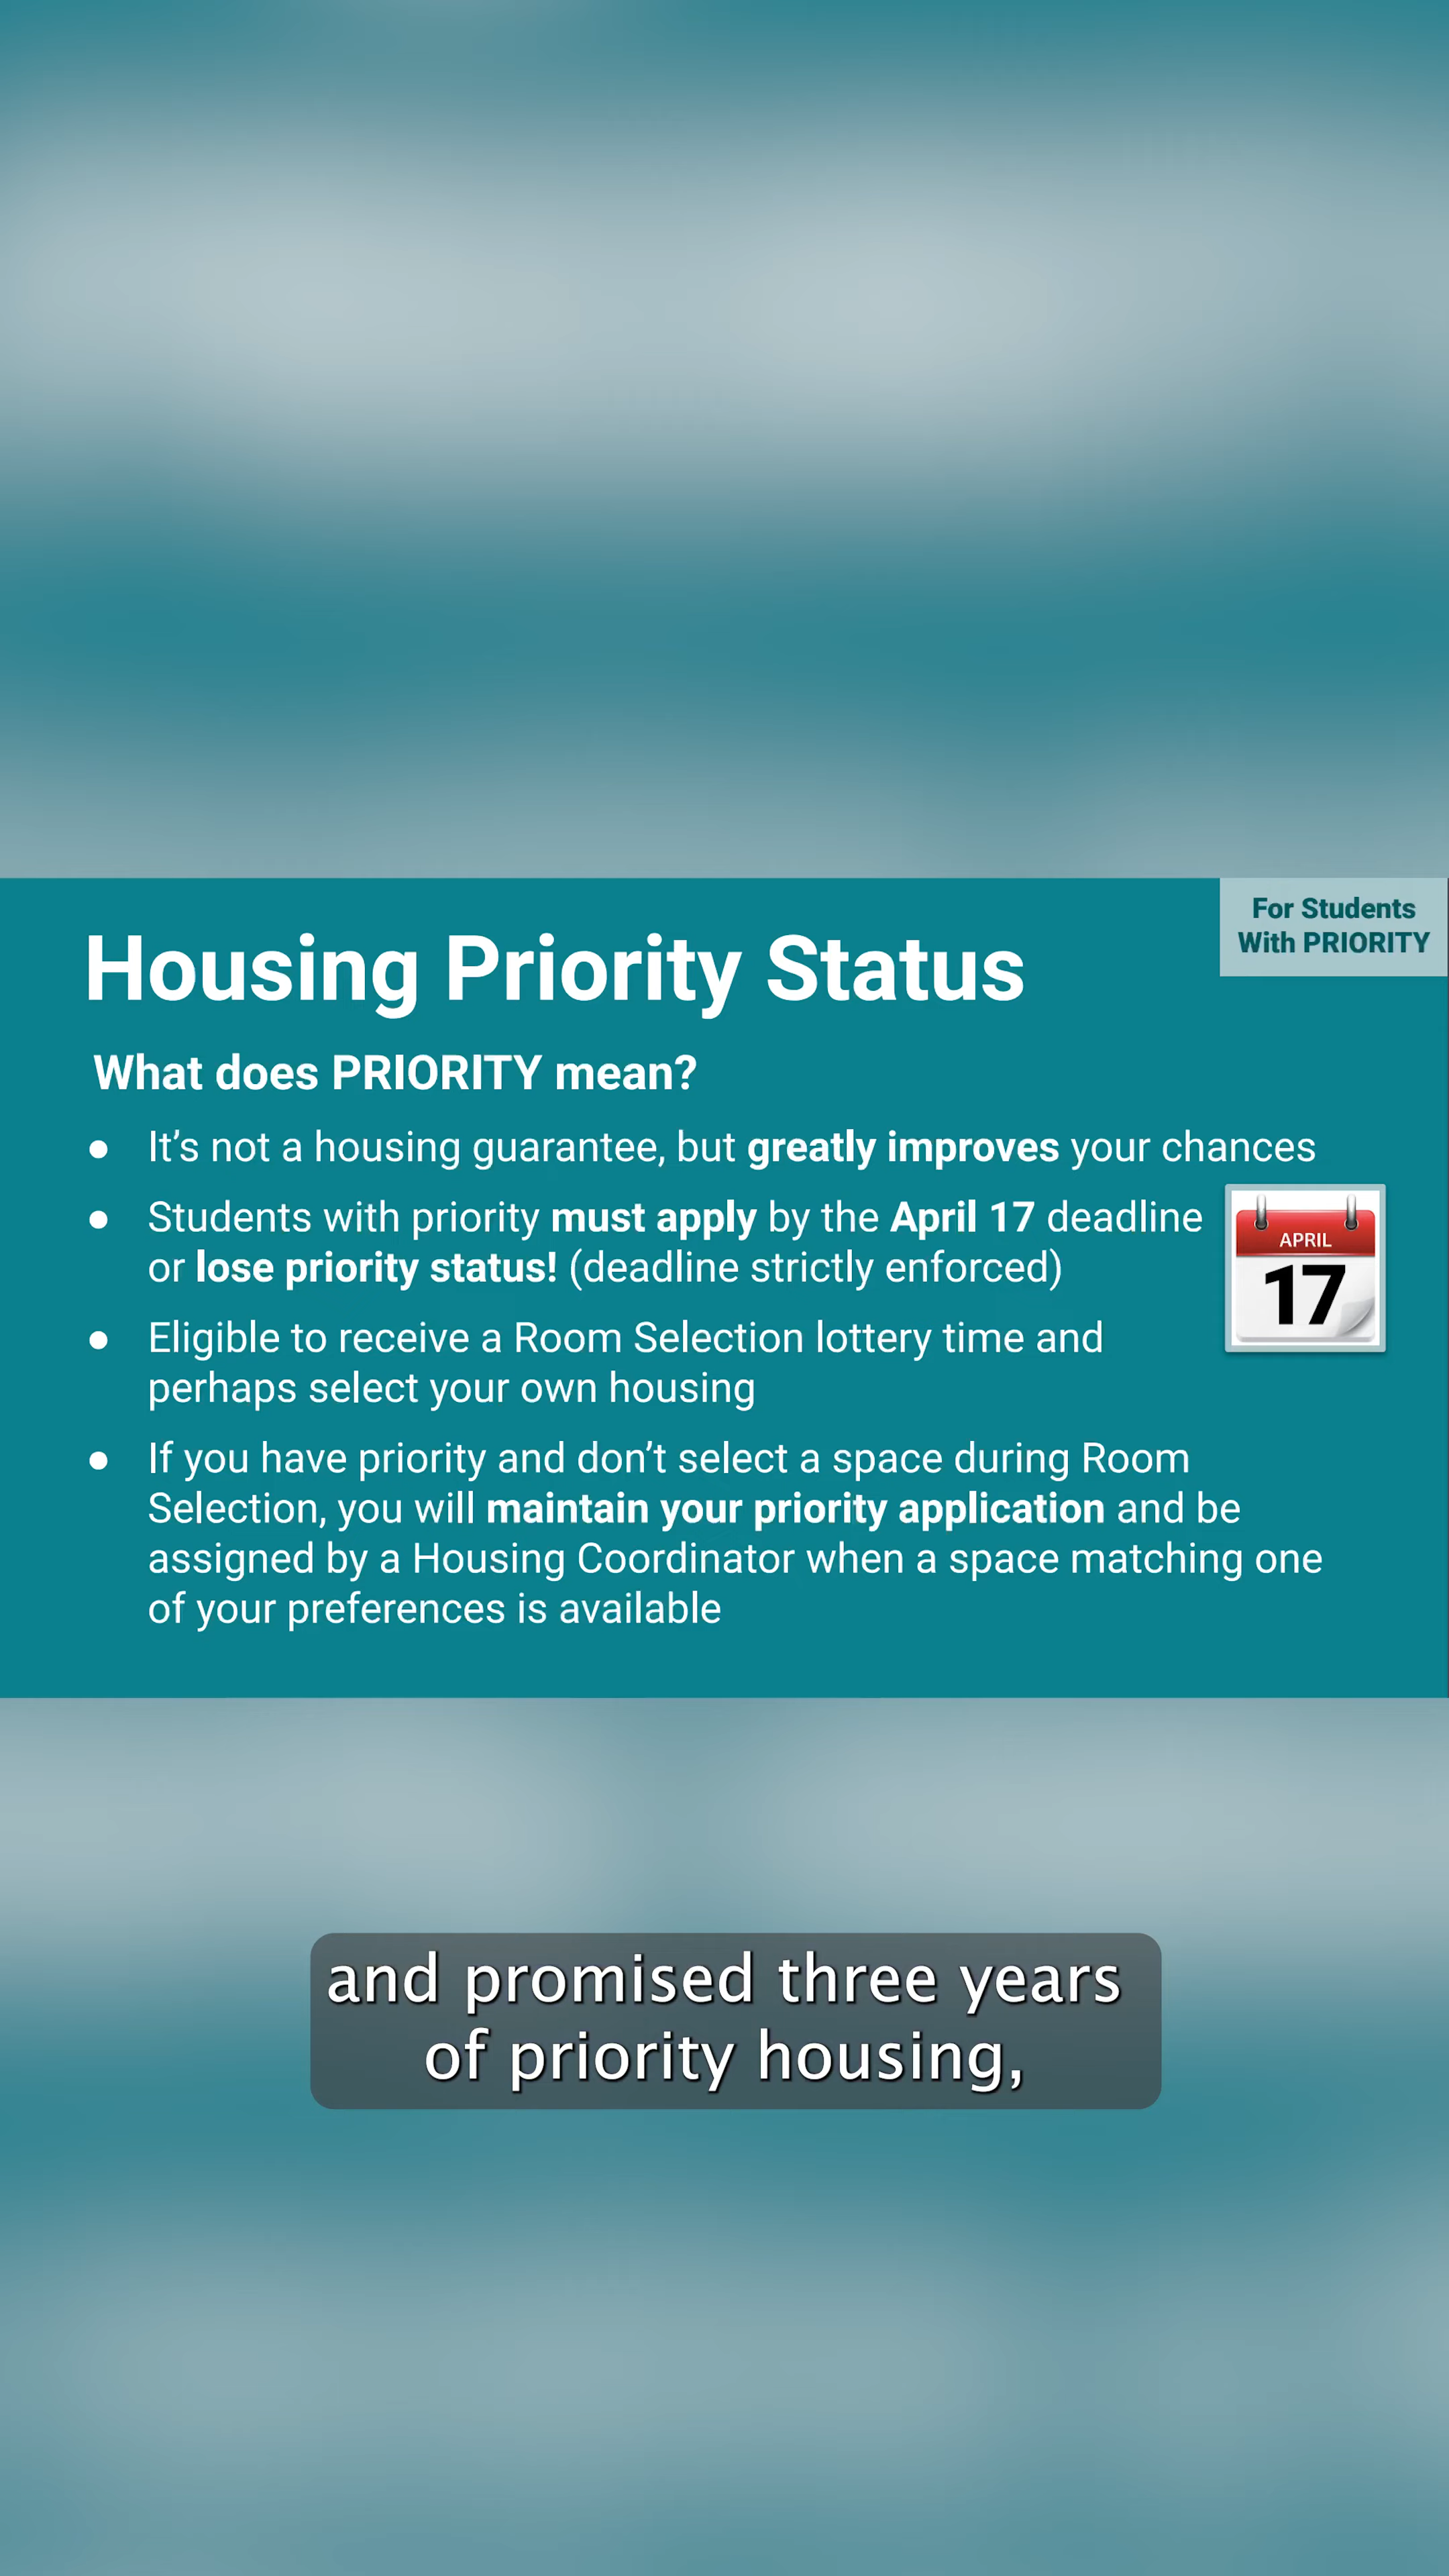 For Students
With PRIORITY
Housing Priority Status
What does PRIORITY mean?
● It’s not a housing guarantee, but greatly improves your chances
● Students with priority must apply by the April 17 deadline
or lose priority status! (deadline strictly enforced)
APRIL
17
● Eligible to receive a Room Selection lottery time and
perhaps select your own housing
● If you have priority and don’t select a space during Room
Selection, you will maintain your priority application and be
assigned by a Housing Coordinator when a space matching one
of your preferences is available
and promised three years
of priority housing,